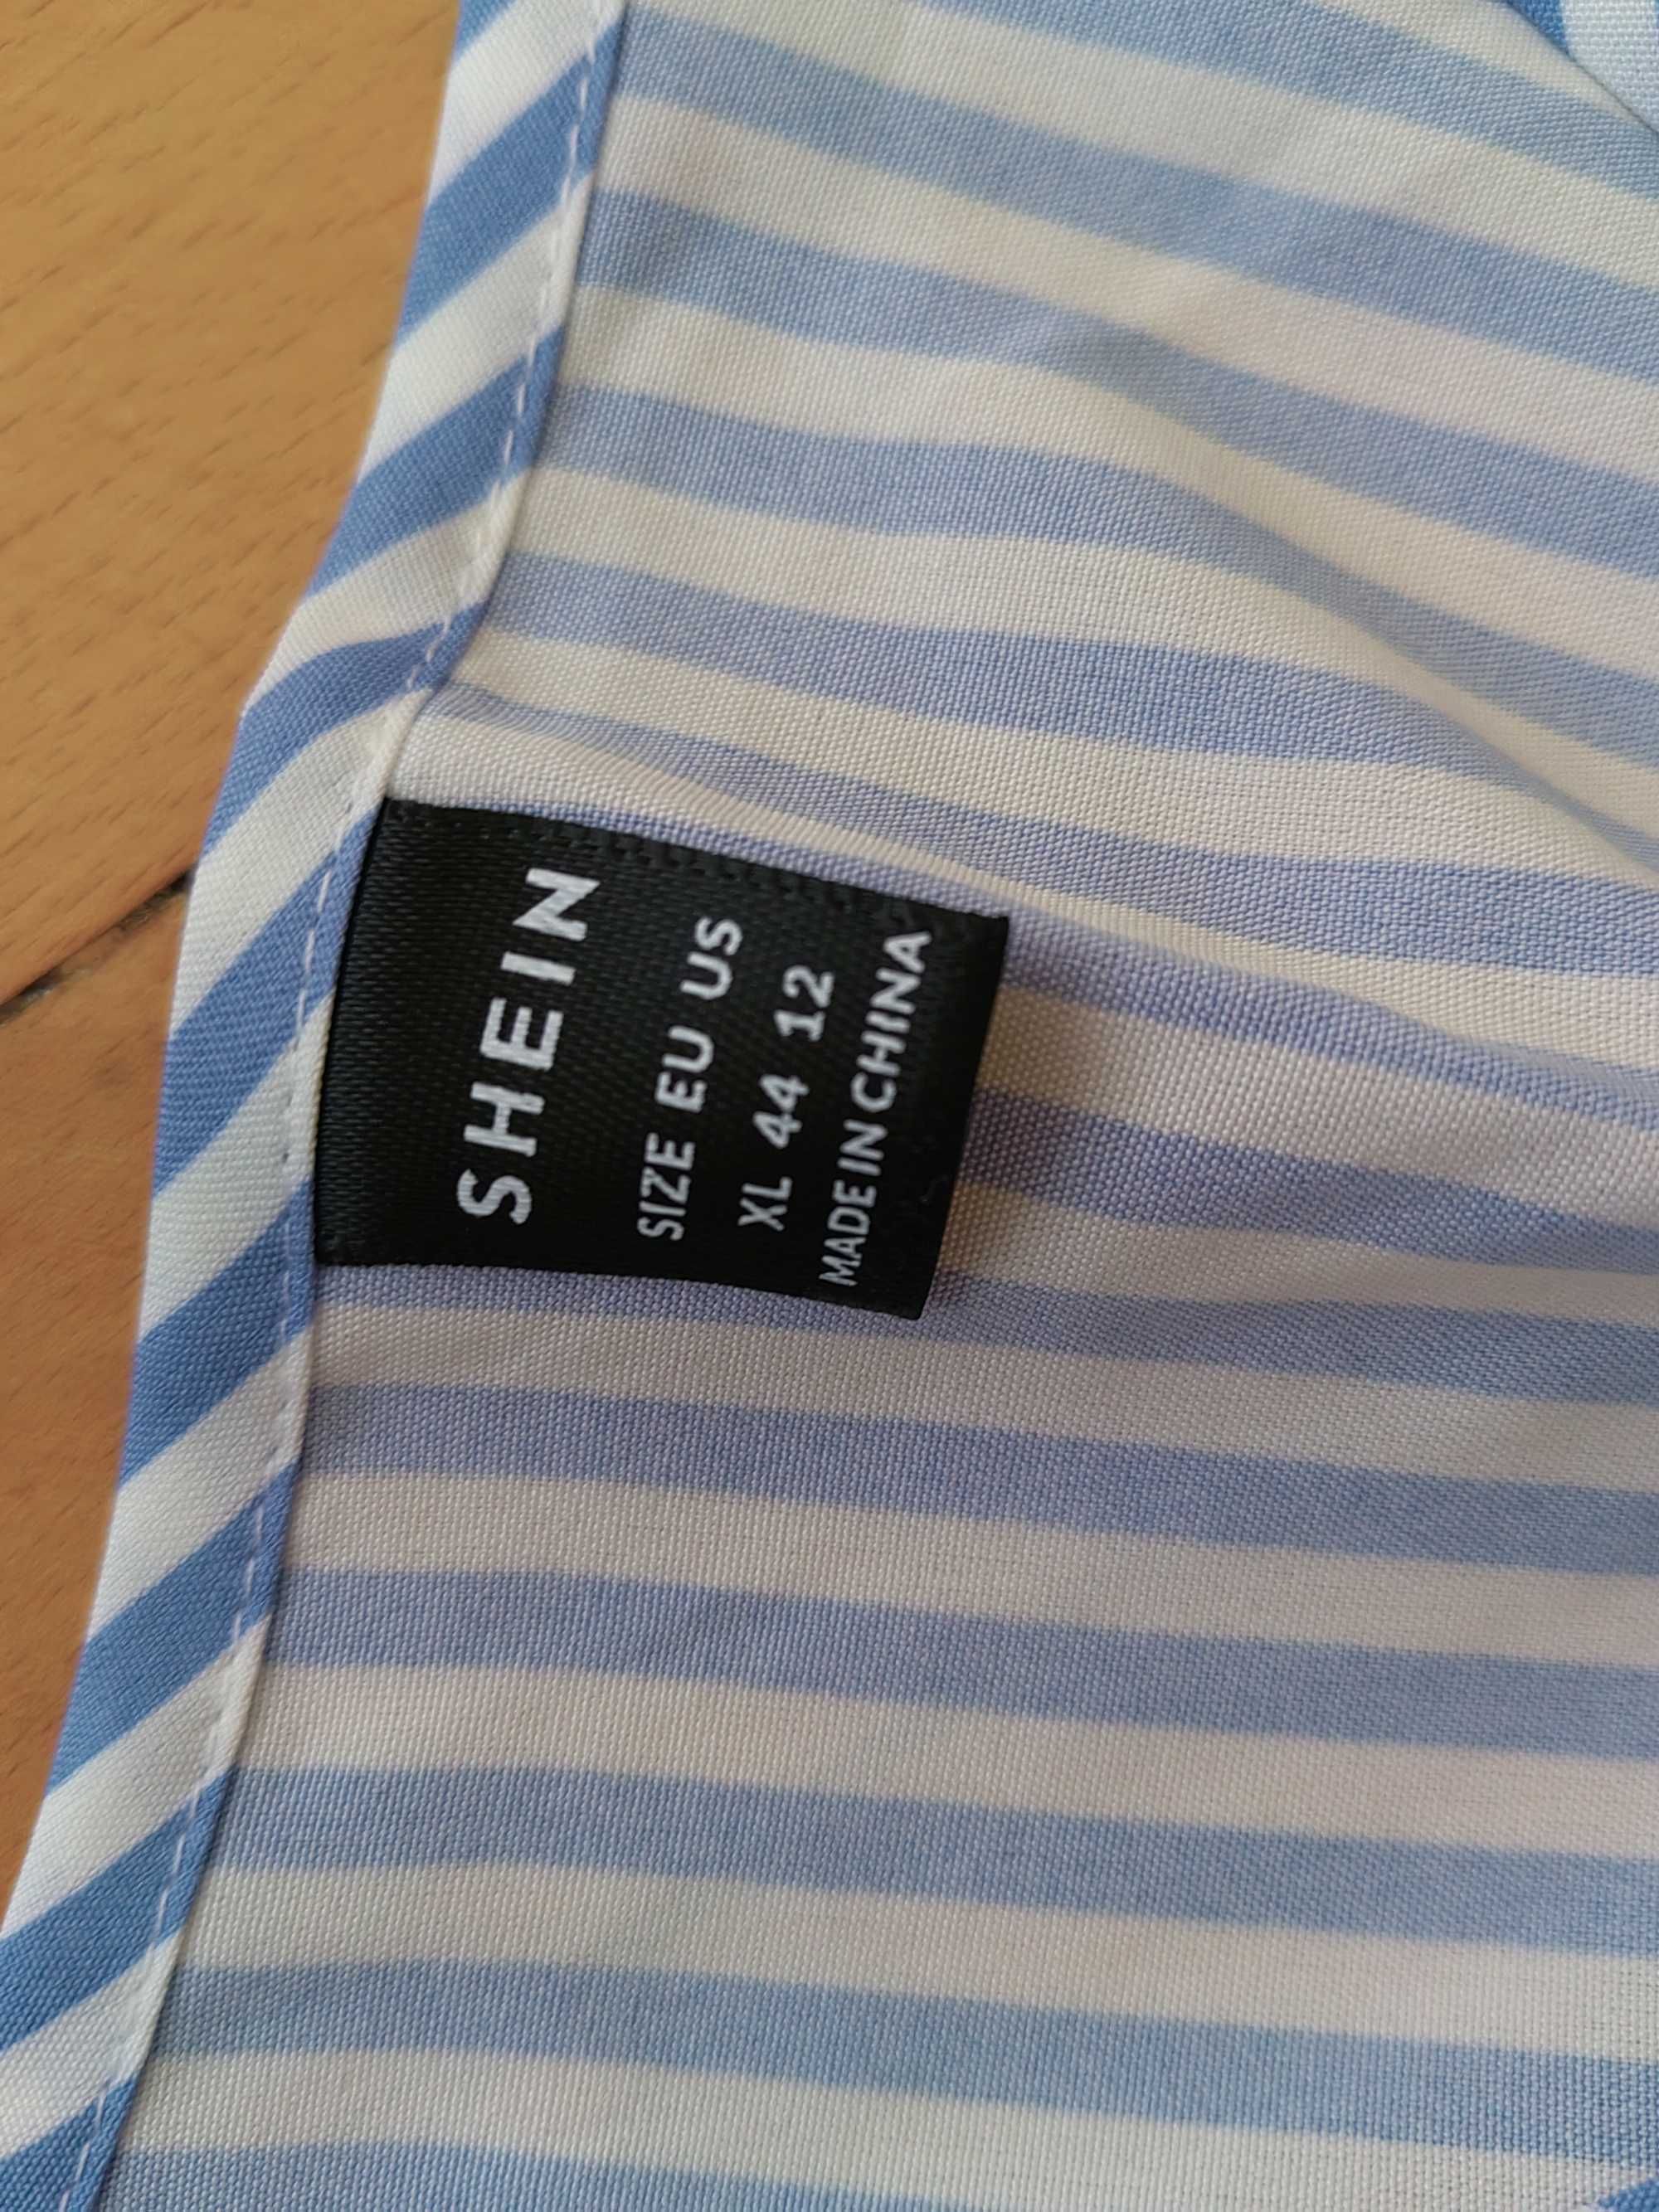 SHEIN
SIZE EU US
XL 44 12
MADE IN CHINA